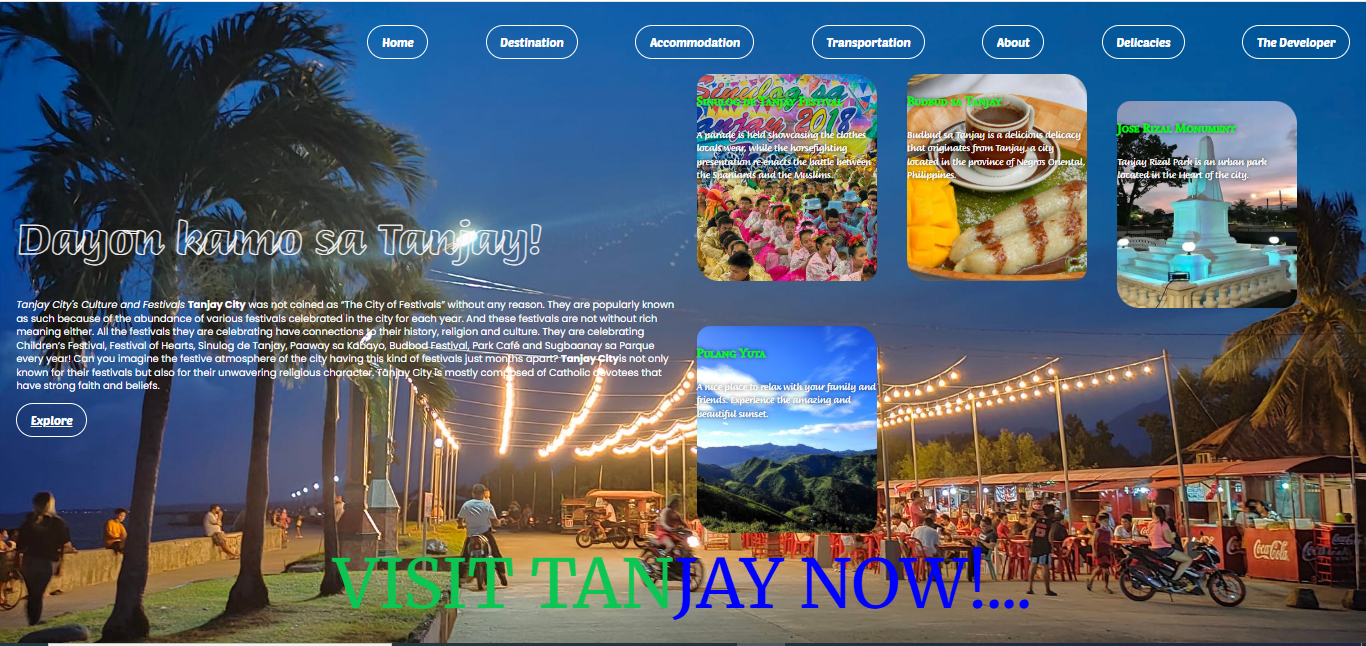 Home
Destination
Accommodation
Transportation
About
Delicacies
The Developer
Dayon kamo sa Tanjay!
Tanjay City's Culture and Festivals Tanjay City was not coined as “The City of Festivals” without any reason. They are popularly known
as such because of the abundance of various festivals celebrated in the city for each year. And these festivals are not without rich
meaning either. All the festivals they are celebrating have connections to their history, religion and culture. They are celebrating
Children's Festival, Festival of Hearts, Sinulog de Tanjay, Paaway sa Kabayo, Budbod Festival, Park Café and Sugbaanay sa Parque
every year! Can you imagine the festive atmosphere of the city having this kind of festivals just months apart? Tanjay City is not only
known for their festivals but also for their unwavering religious character. Tanjay City is mostly composed of Catholic devotees that
have strong faith and beliefs.
Explore
Sinulog sa
Tanjay 2018
Sinulog de Tanjay Festival
A parade is held showcasing the clothes
locals wear, while the horsefighting
presentation re-enacts the battle between
the Spaniards and the Muslims.
Budbud sa Tanjay
Budbud sa Tanjay is a delicious delicacy
that originates from Tanjay, a city
located in the province of Negros Oriental,
Philippines.
Jose Rizal Monument
Tanjay Rizal Park is an urban park
located in the Heart of the city.
Pulang Yuta
A nice place to relax with your family and
friends. Experience the amazing and
beautiful sunset.
Coca-Cola
VISIT TANJAY NOW!....